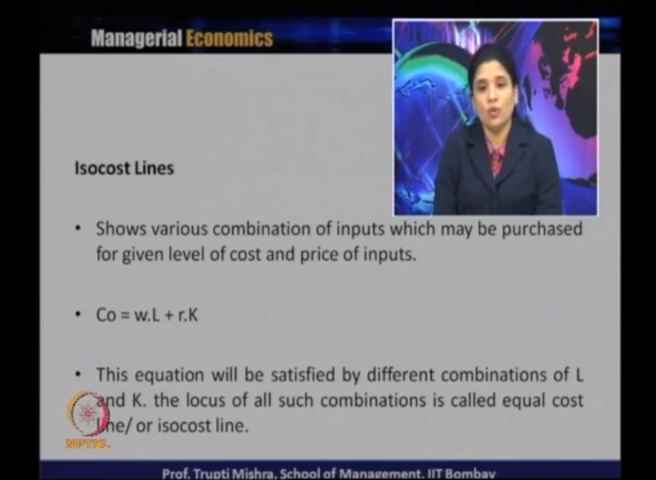 Managerial Economics
Isocost Lines
• Shows various combination of inputs which may be purchased
for given level of cost and price of inputs.
• Co = w.L + r.K
• This equation will be satisfied by different combinations of L
and K. the locus of all such combinations is called equal cost
line/ or isocost line.
NPTEL
Prof. Trupti Mishra, School of Management, IIT Bombay